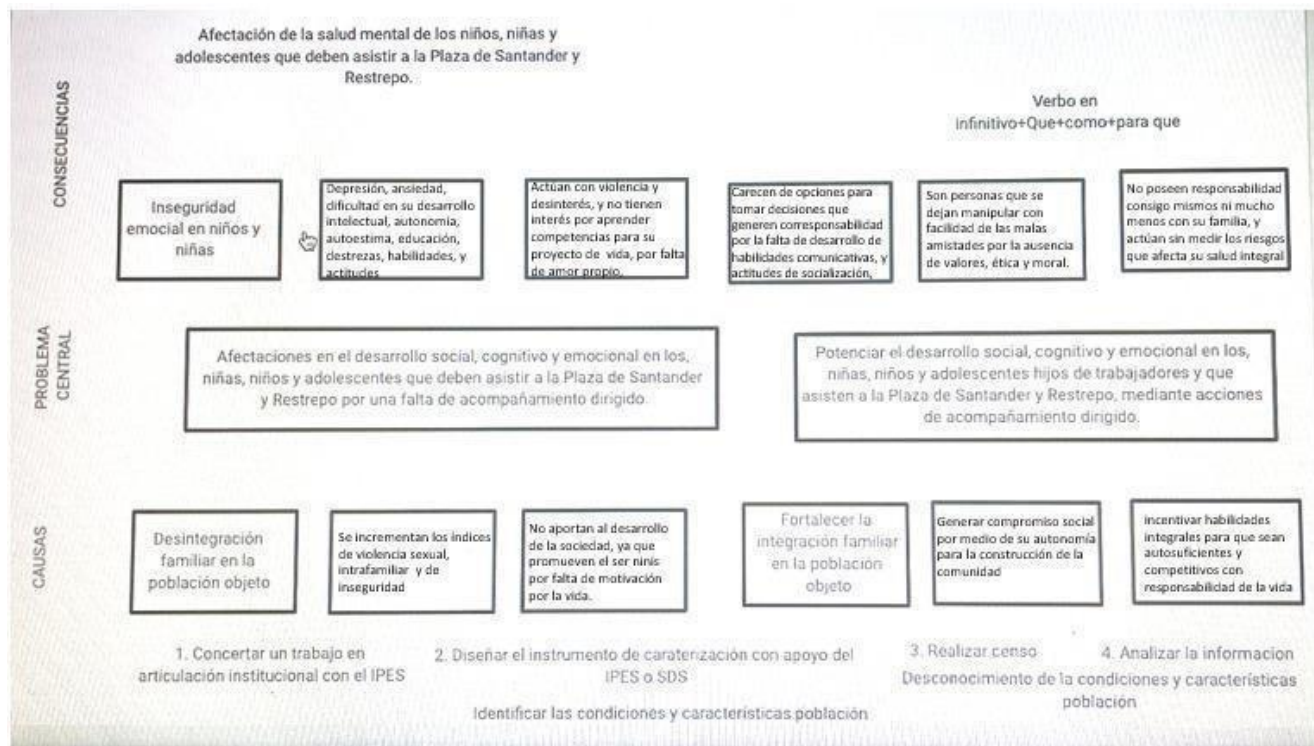 Afectación de la salud mental de los niños, niñas y
adolescentes que deben asistir a la Plaza de Santander y
Restrepo.
CONSECUENCIAS
Verbo en
infinitivo+Que+como+para que
Inseguridad
emocial en niños y
niñas
Depresión, ansiedad,
dificultad en su desarrollo
intelectual, autonomía,
autoestima, educación,
destrezas, habilidades, y
actitudes
Actúan con violencia y
desinterés, y no tienen
interés por aprender
competencias para su
proyecto de vida, por falta
de amor propio.
Carecen de opciones para
tomar decisiones que
generen corresponsabilidad
por la falta de desarrollo de
habilidades comunicativas, y
actitudes de socialización,
Son personas que se
dejan manipular con
facilidad de las malas
amistades por la ausencia
de valores, ética y moral.
No poseen responsabilidad
consigo mismos ni mucho
menos con su familia, y
actúan sin medir los riesgos
que afecta su salud integral
PROBLEMA
CENTRAL
Afectaciones en el desarrollo social, cognitivo y emocional en los,
niñas, niños y adolescentes que deben asistir a la Plaza de Santander
y Restrepo por una falta de acompañamiento dirigido.
Potenciar el desarrollo social, cognitivo y emocional en los,
niñas, niños y adolescentes hijos de trabajadores y que
asisten a la Plaza de Santander y Restrepo, mediante acciones
de acompañamiento dirigido.
CAUSAS
Desintegración
familiar en la
población objeto
Se incrementan los índices
de violencia sexual,
intrafamiliar y de
inseguridad
No aportan al desarrollo
de la sociedad, ya que
promueven el ser ninis
por falta de motivación
por la vida.
Fortalecer la
integración familiar
en la población
objeto
Generar compromiso social
por medio de su autonomía
para la construcción de la
comunidad
Incentivar habilidades
integrales para que sean
autosuficientes y
competitivos con
responsabilidad de la vida
1. Concertar un trabajo en
articulación institucional con el IPES
2. Diseñar el instrumento de caraterización con apoyo del
IPES o SDS
3. Realizar censo
4. Analizar la informacion
Desconocimiento de la condiciones y características
población
Identificar las condiciones y características población